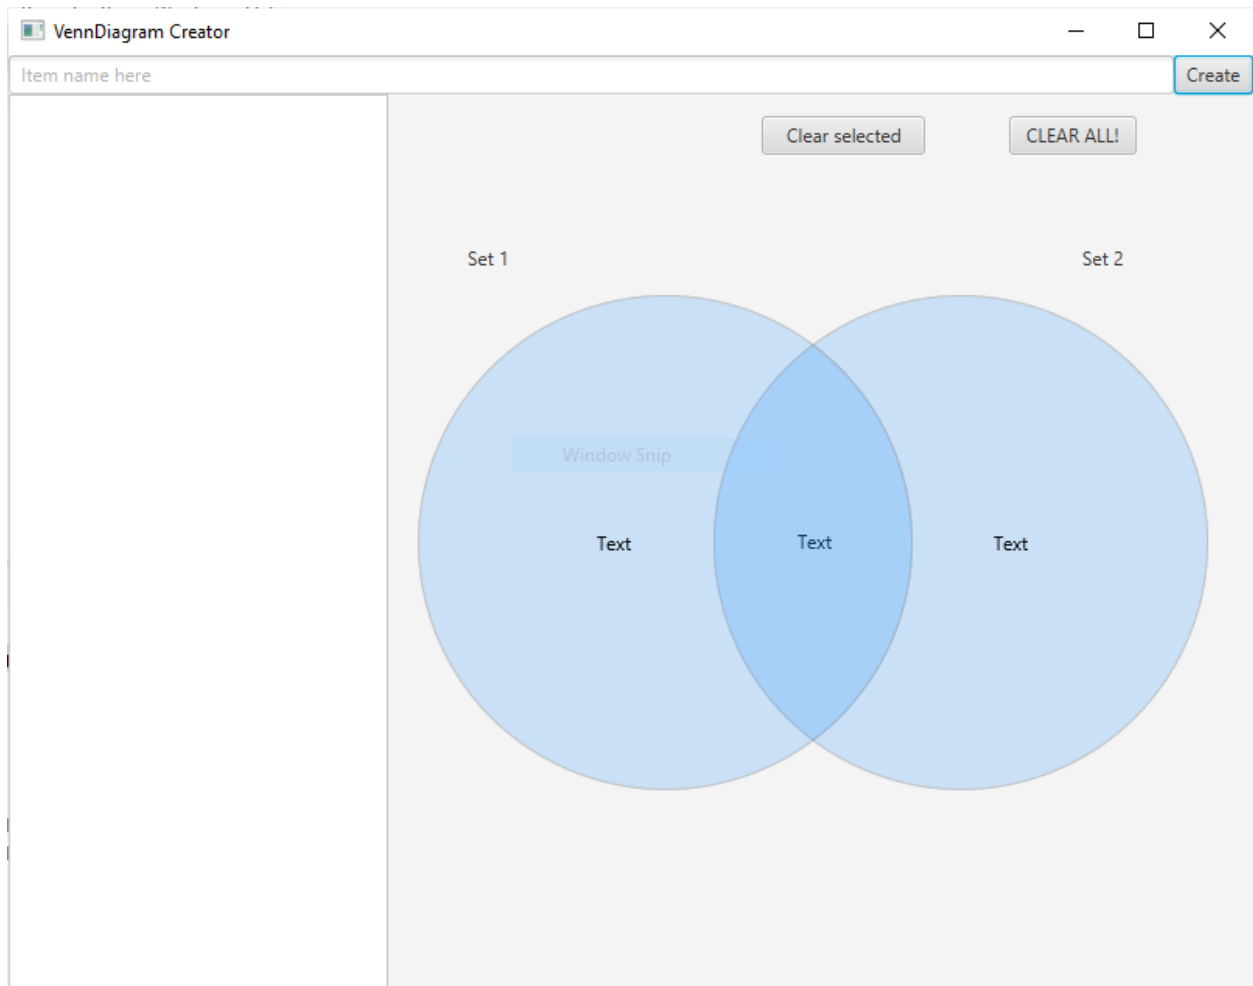 VennDiagram Creator
Item name here
Create
Clear selected
CLEAR ALL!
Set 1
Set 2
Window Snip
Text
Text
Text